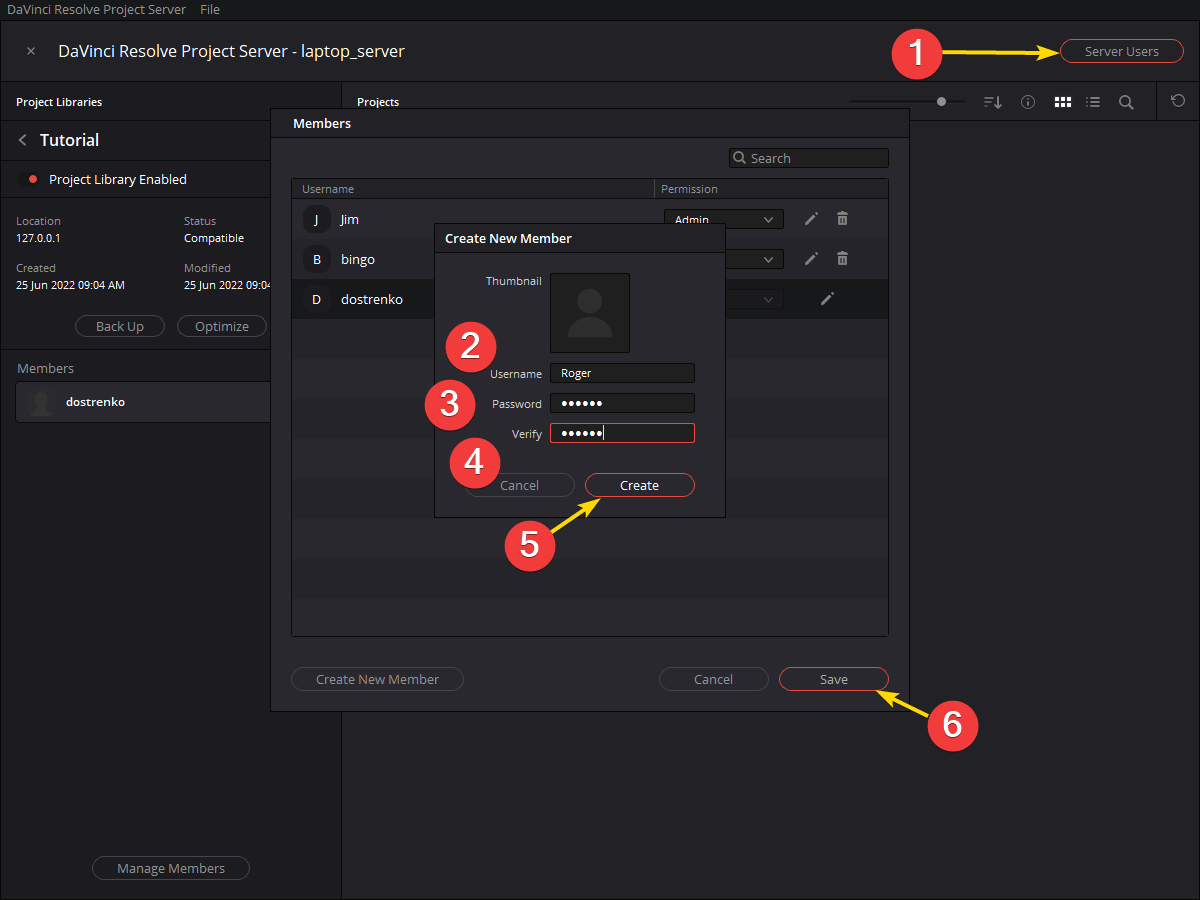 DaVinci Resolve Project Server File
DaVinci Resolve Project Server - laptop_server
1
Server Users
Project Libraries
Projects
Tutorial
Project Library Enabled
Location
Status
127.0.0.1
Compatible
Created
Modified
25 Jun 2022 09:04 AM
25 Jun 2022 09:04
Back Up
Optimize
Members
dostrenko
Manage Members
Members
Search
Username
Permission
J Jim
Admin
B bingo
D dostrenko
Create New Member
Thumbnail
2
Username Roger
3
Password ••••••
Verify ••••••
4
Cancel
Create
5
Create New Member
Cancel
Save
6